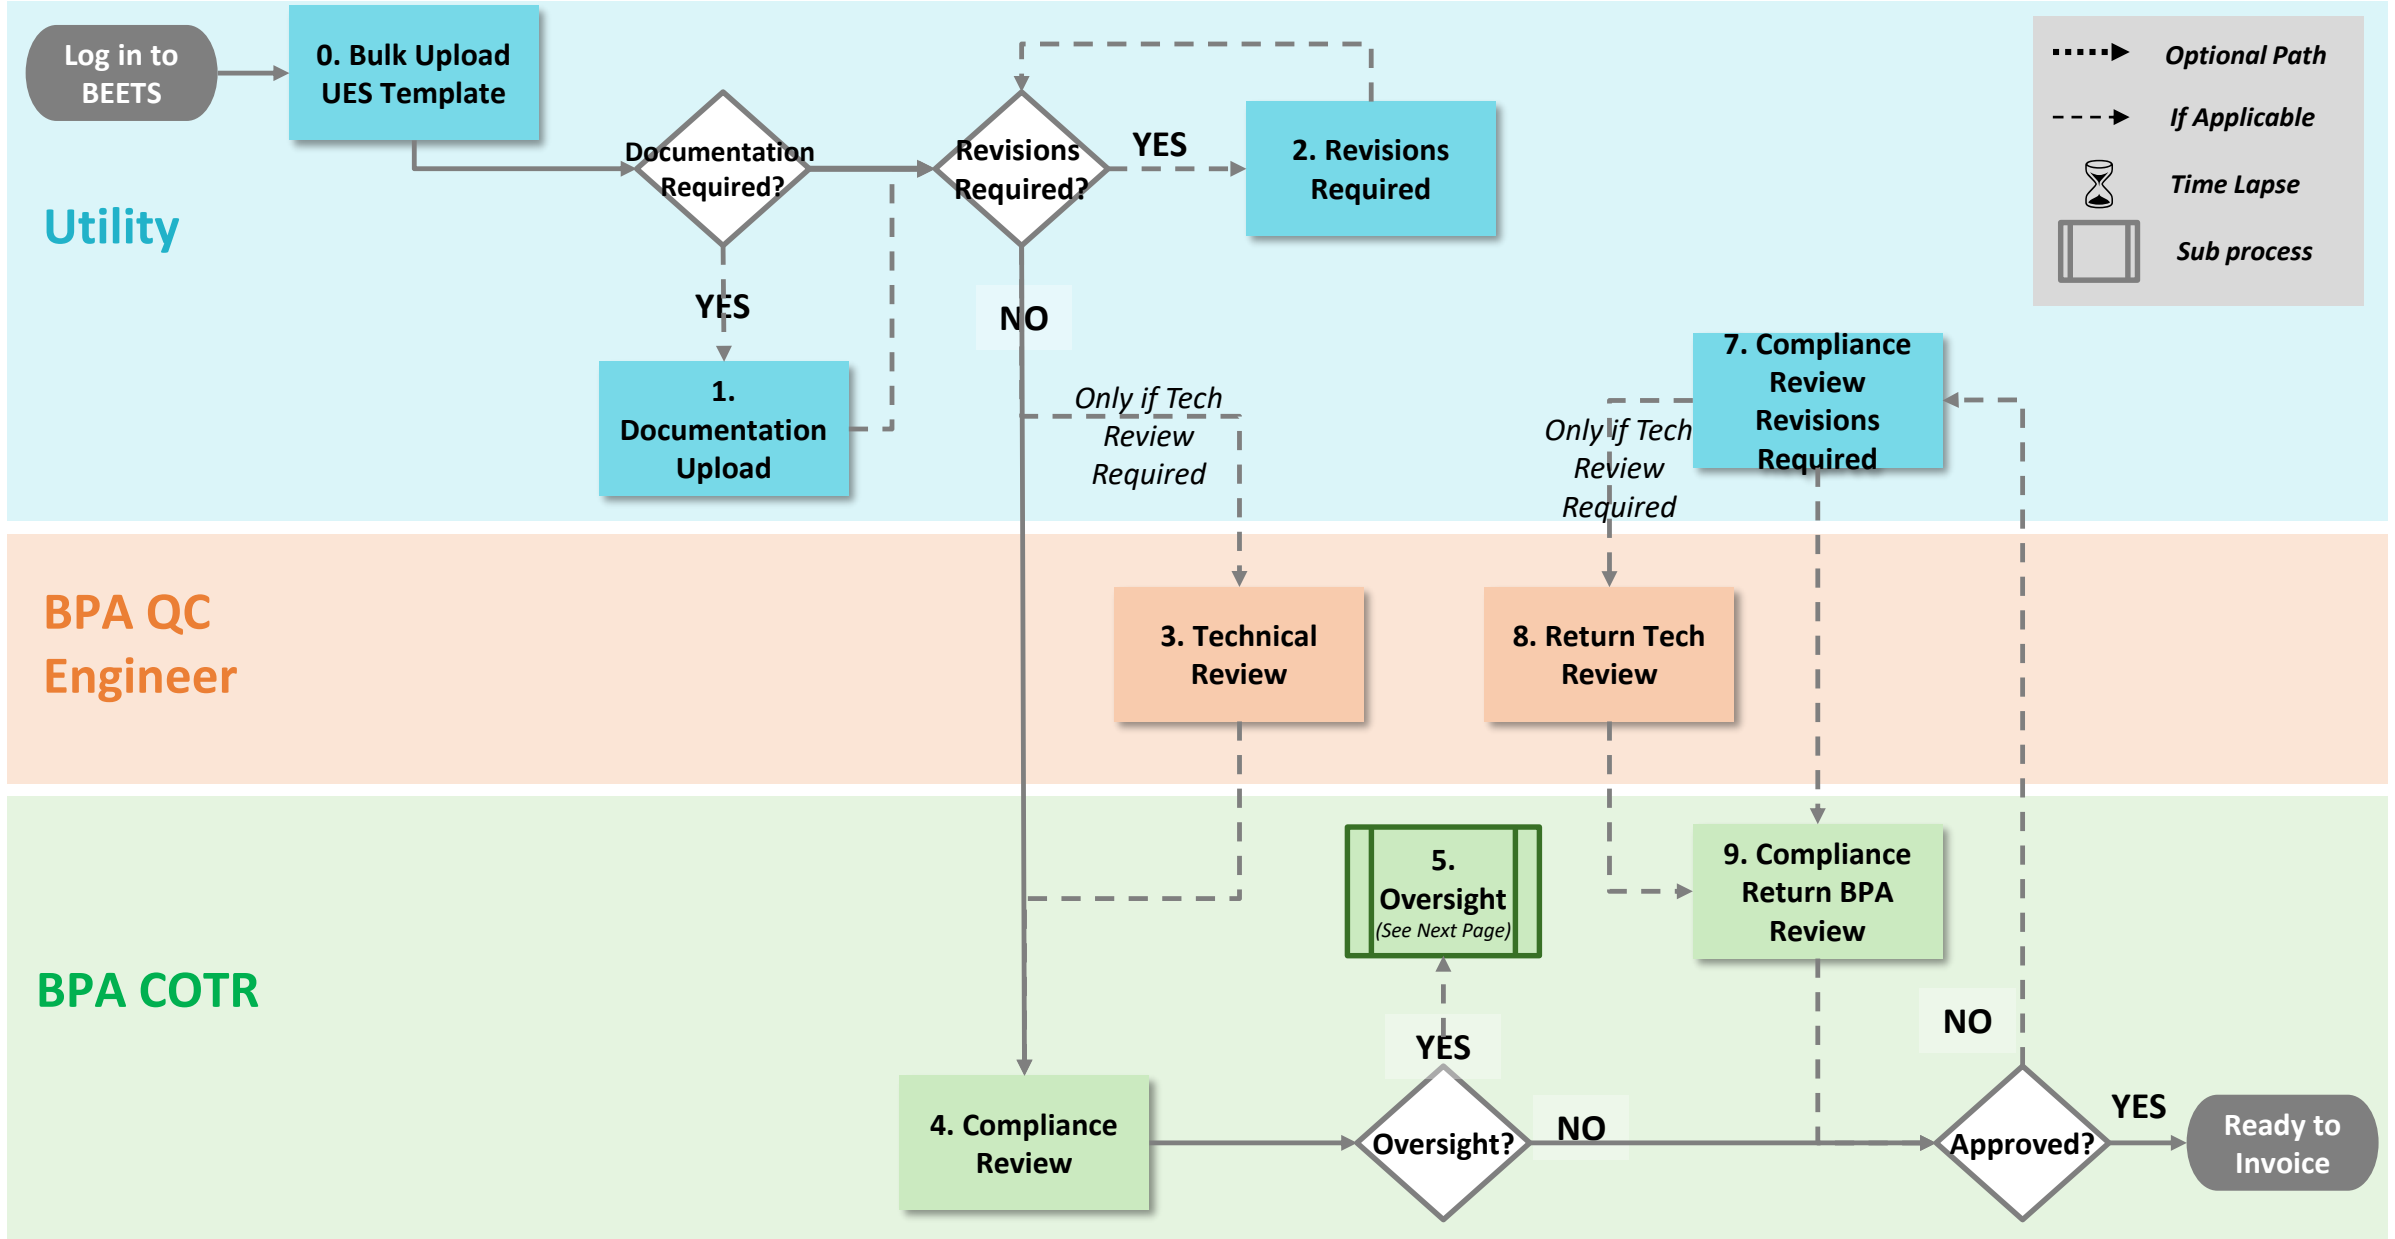 Log in to
BEETS
0. Bulk Upload
UES Template
Documentation
Required?
Revisions
Required?
YES
2. Revisions
Required
Optional Path
If Applicable
Time Lapse
Sub process
Utility
YES
NO
1.
Documentation
Upload
Only if Tech
Review
Required
Only if Tech
Review
Required
7. Compliance
Review
Revisions
Required
BPA QC
Engineer
3. Technical
Review
8. Return Tech
Review
BPA COTR
5.
Oversight
(See Next Page)
9. Compliance
Return BPA
Review
YES
NO
4. Compliance
Review
Oversight?
NO
Approved?
YES
Ready to
Invoice